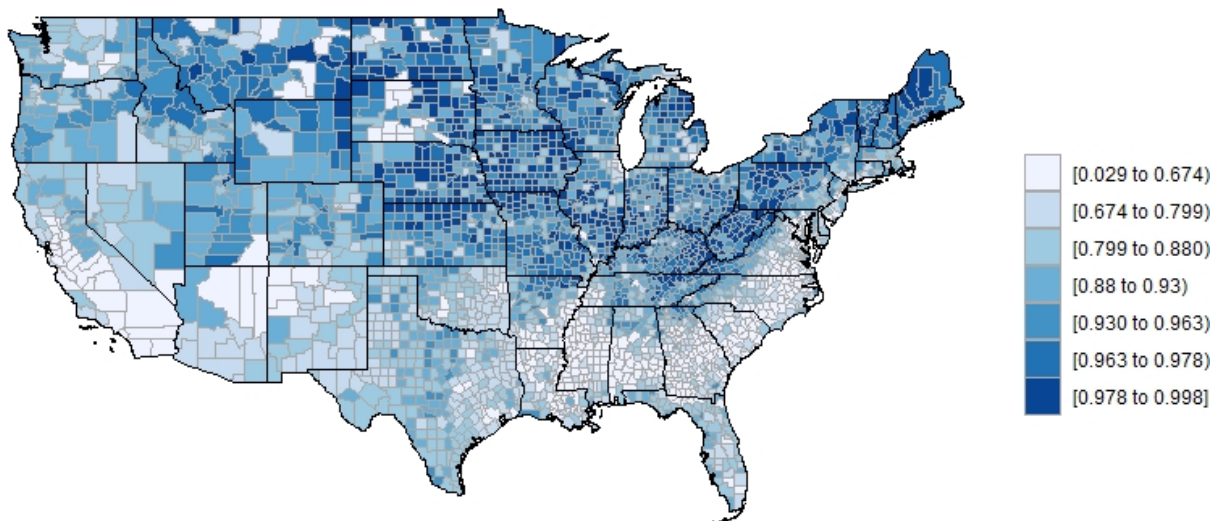 [0.029 to 0.674)
[0.674 to 0.799)
[0.799 to 0.880)
[0.88 to 0.93)
[0.930 to 0.963)
[0.963 to 0.978)
[0.978 to 0.998]